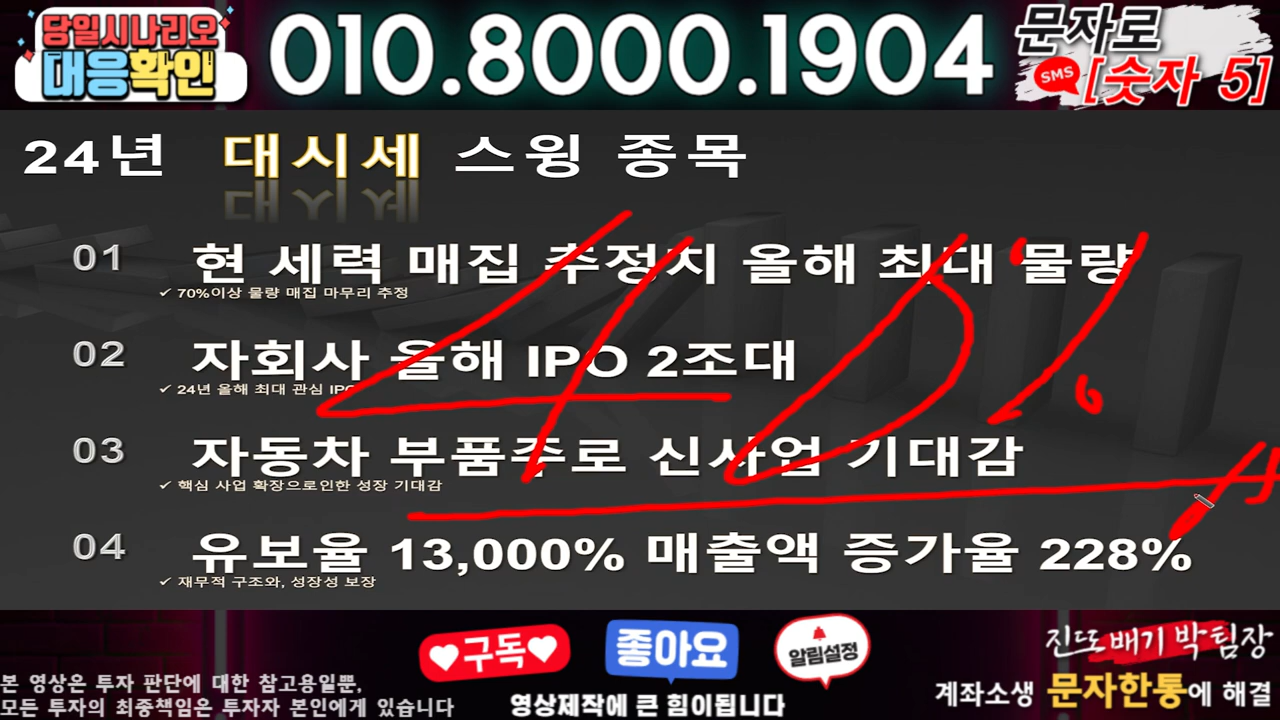 당일시나리오
대응확인
010.8000.1904
문자로
SMS
[숫자 5]
24년 대시세 스윙 종목
01 현 세력 매집 추정치 올해 최대 물량
✓ 70%이상 물량 매집 마무리 추정
02 자회사 올해 IPO 2조대
✓ 24년 올해 최대 관심 IPO
03 자동차 부품주로 신사업 기대감
✓ 핵심 사업 확장으로인한 성장 기대감
04 유보율 13,000% 매출액 증가율 228%
✓ 재무적 구조와, 성장성 보장
구독
좋아요
알림설정
영상제작에 큰 힘이됩니다
본 영상은 투자 판단에 대한 참고용일뿐,
모든 투자의 최종책임은 투자자 본인에게 있습니다
진또배기 박팀장
계좌소생 문자한통에 해결